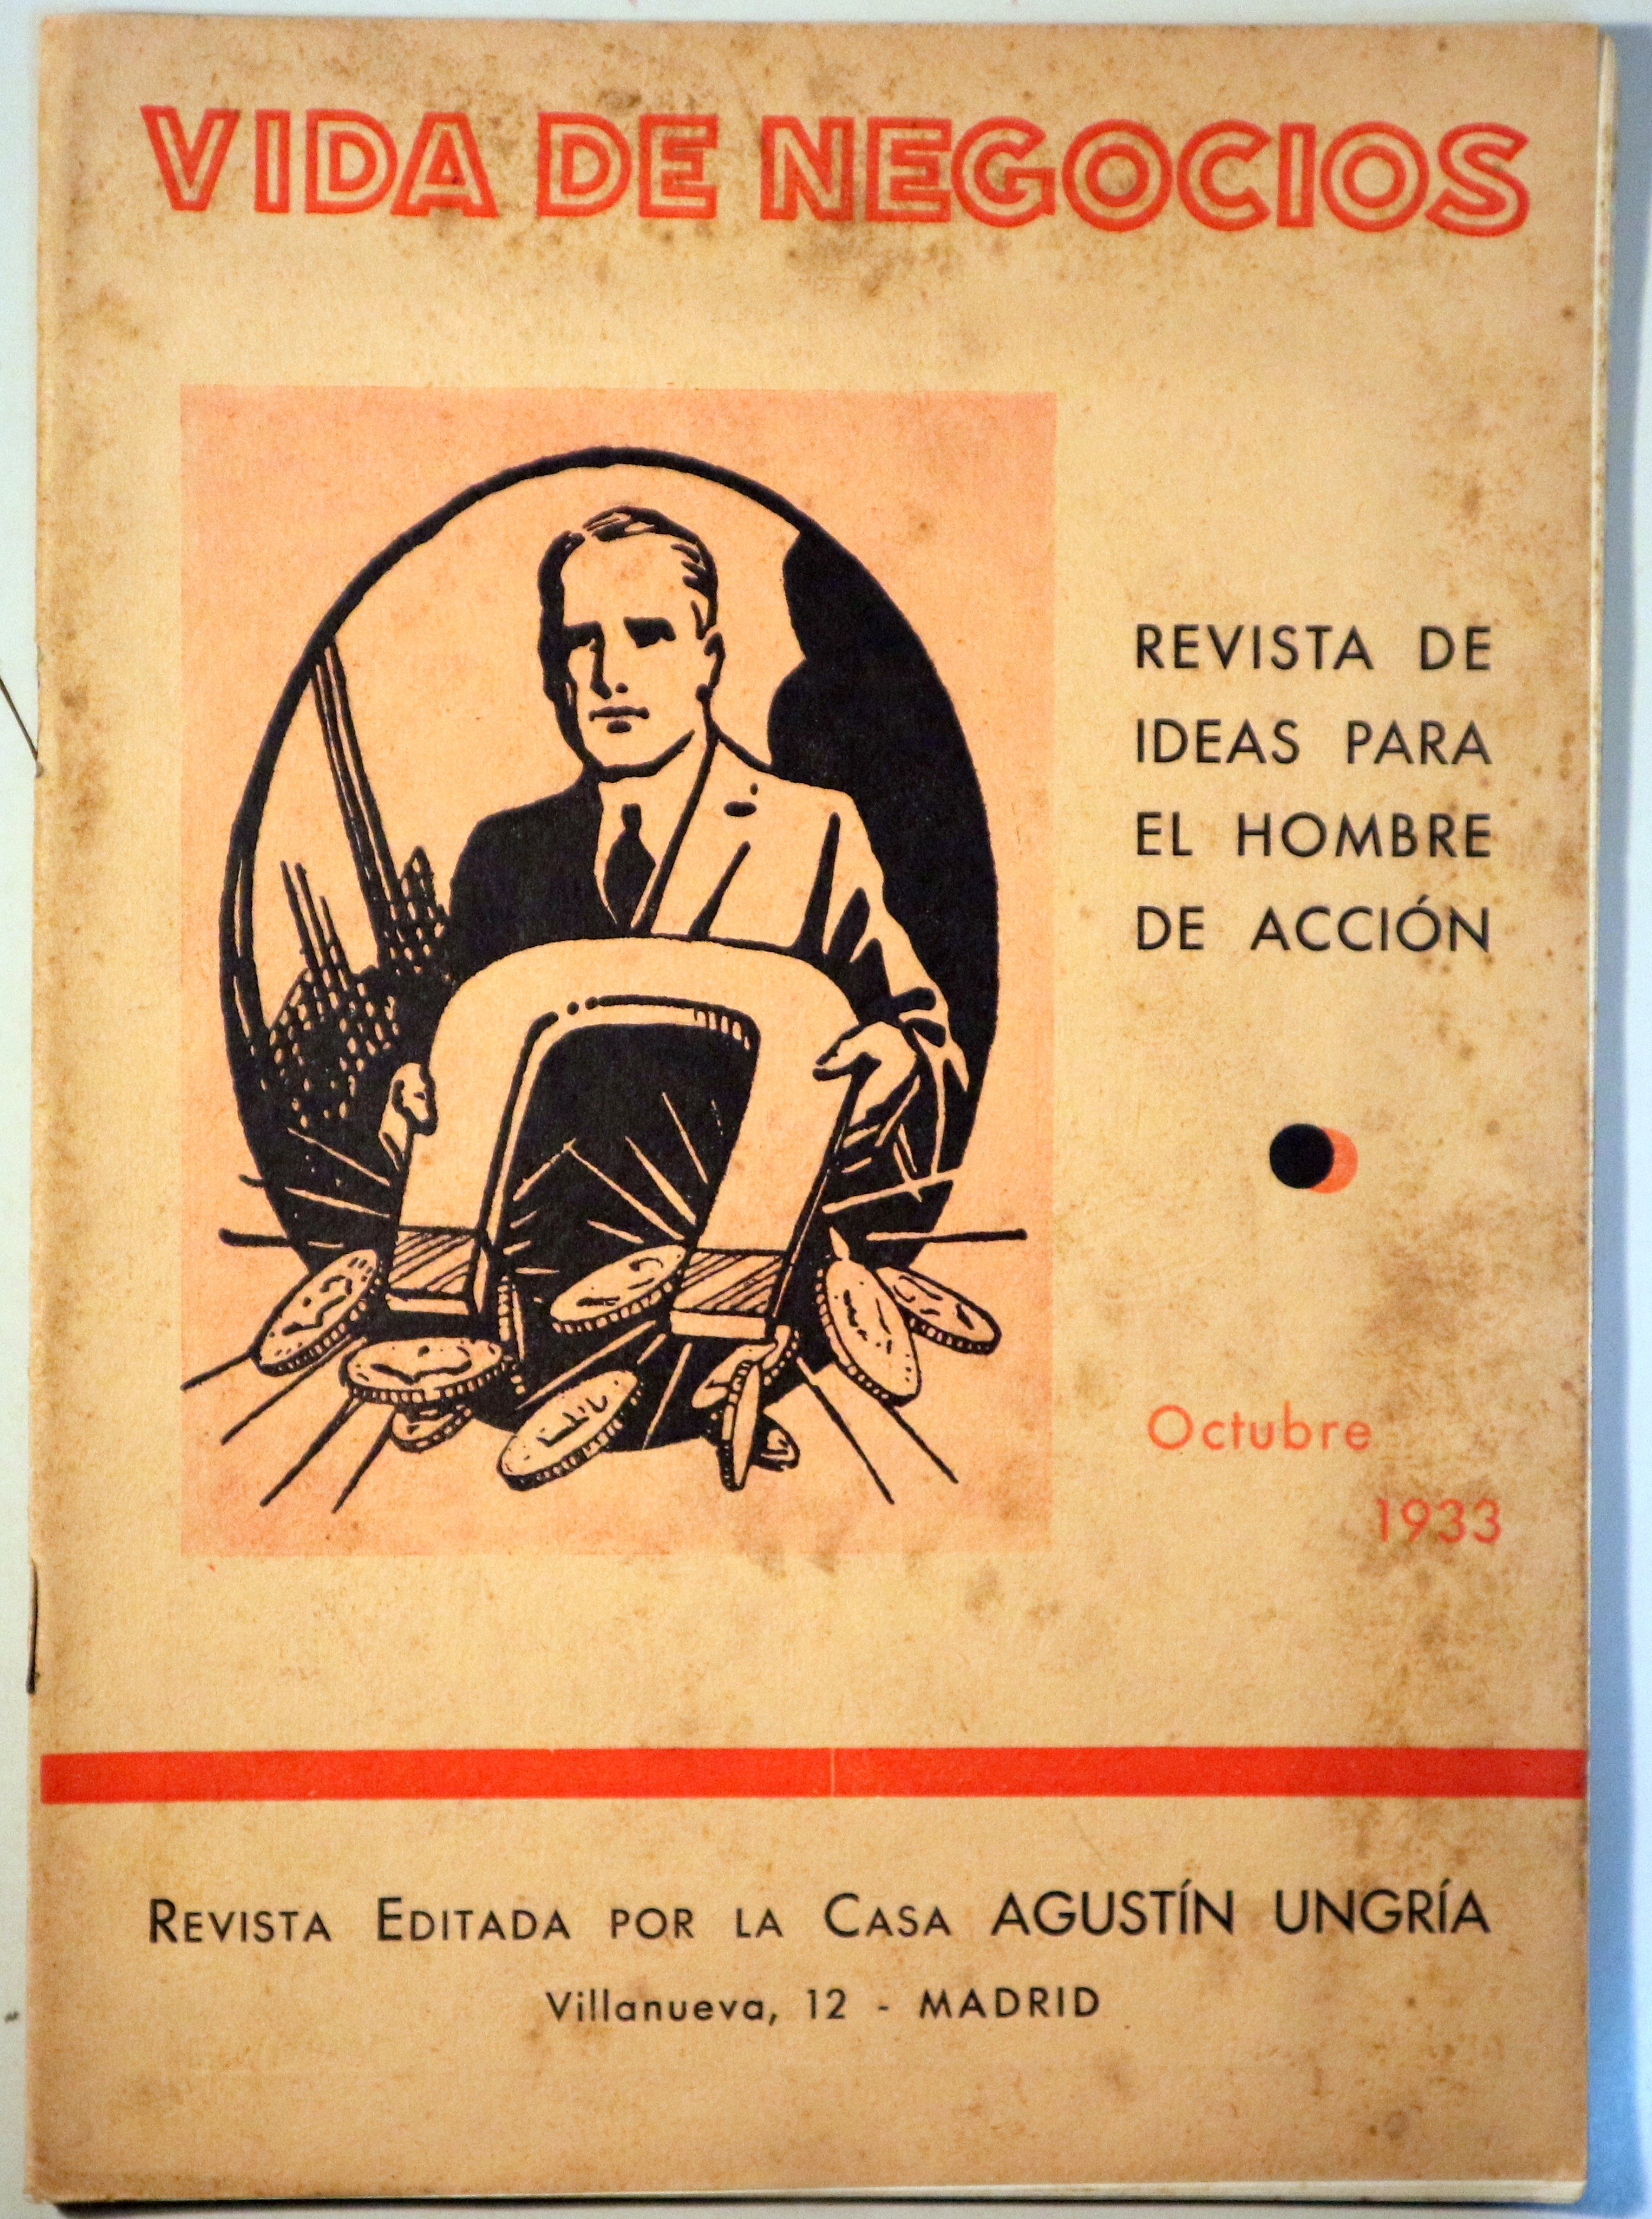 VIDA DE NEGOCIOS
REVISTA DE
IDEAS PARA
EL HOMBRE
DE ACCIÓN
Octubre
1933
REVISTA EDITADA POR LA CASA AGUSTÍN UNGRÍA
Villanueva, 12 - MADRID